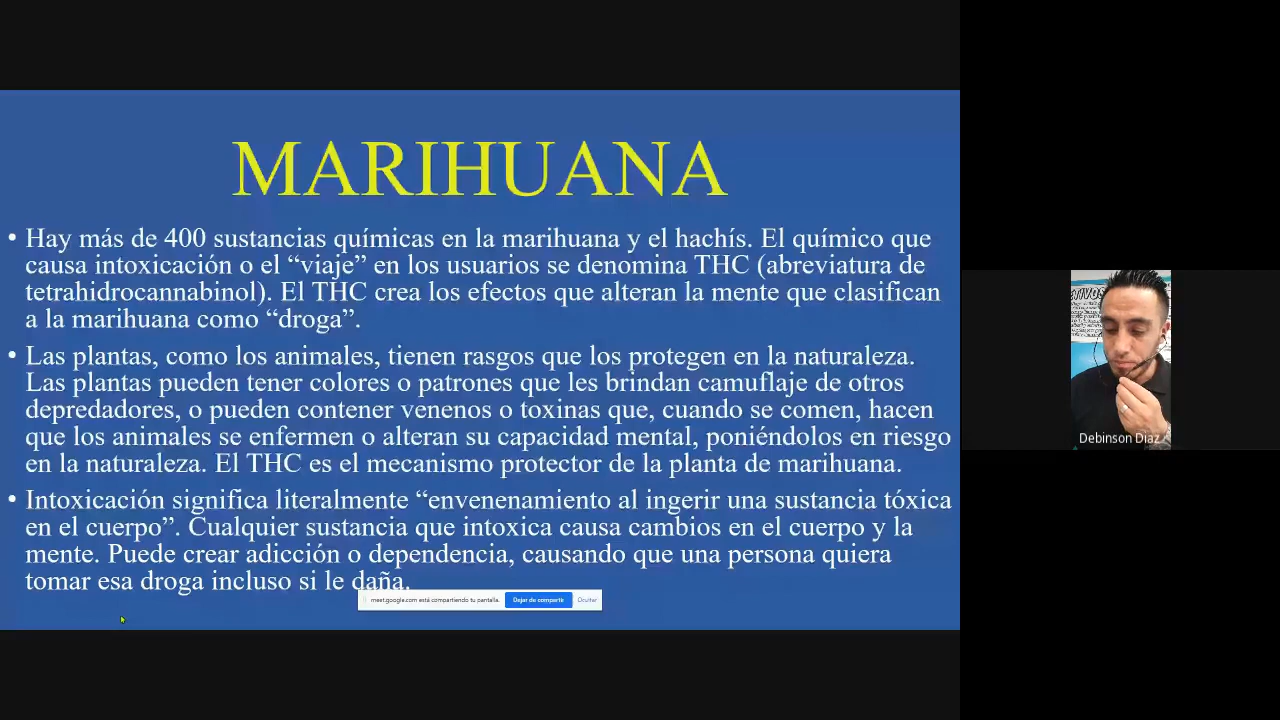 MARIHUANA
• Hay más de 400 sustancias químicas en la marihuana y el hachís. El químico que
causa intoxicación o el “viaje” en los usuarios se denomina THC (abreviatura de
tetrahidrocannabinol). El THC crea los efectos que alteran la mente que clasifican
a la marihuana como “droga”.
• Las plantas, como los animales, tienen rasgos que los protegen en la naturaleza.
Las plantas pueden tener colores o patrones que les brindan camuflaje de otros
depredadores, o pueden contener venenos o toxinas que, cuando se comen, hacen
que los animales se enfermen o alteran su capacidad mental, poniéndolos en riesgo
en la naturaleza. El THC es el mecanismo protector de la planta de marihuana.
• Intoxicación significa literalmente “envenenamiento al ingerir una sustancia tóxica
en el cuerpo”. Cualquier sustancia que intoxica causa cambios en el cuerpo y la
mente. Puede crear adicción o dependencia, causando que una persona quiera
tomar esa droga incluso si le daña.
meet.google.com está compartiendo tu pantalla. Dejar de compartir Ocultar
Debinson Diaz